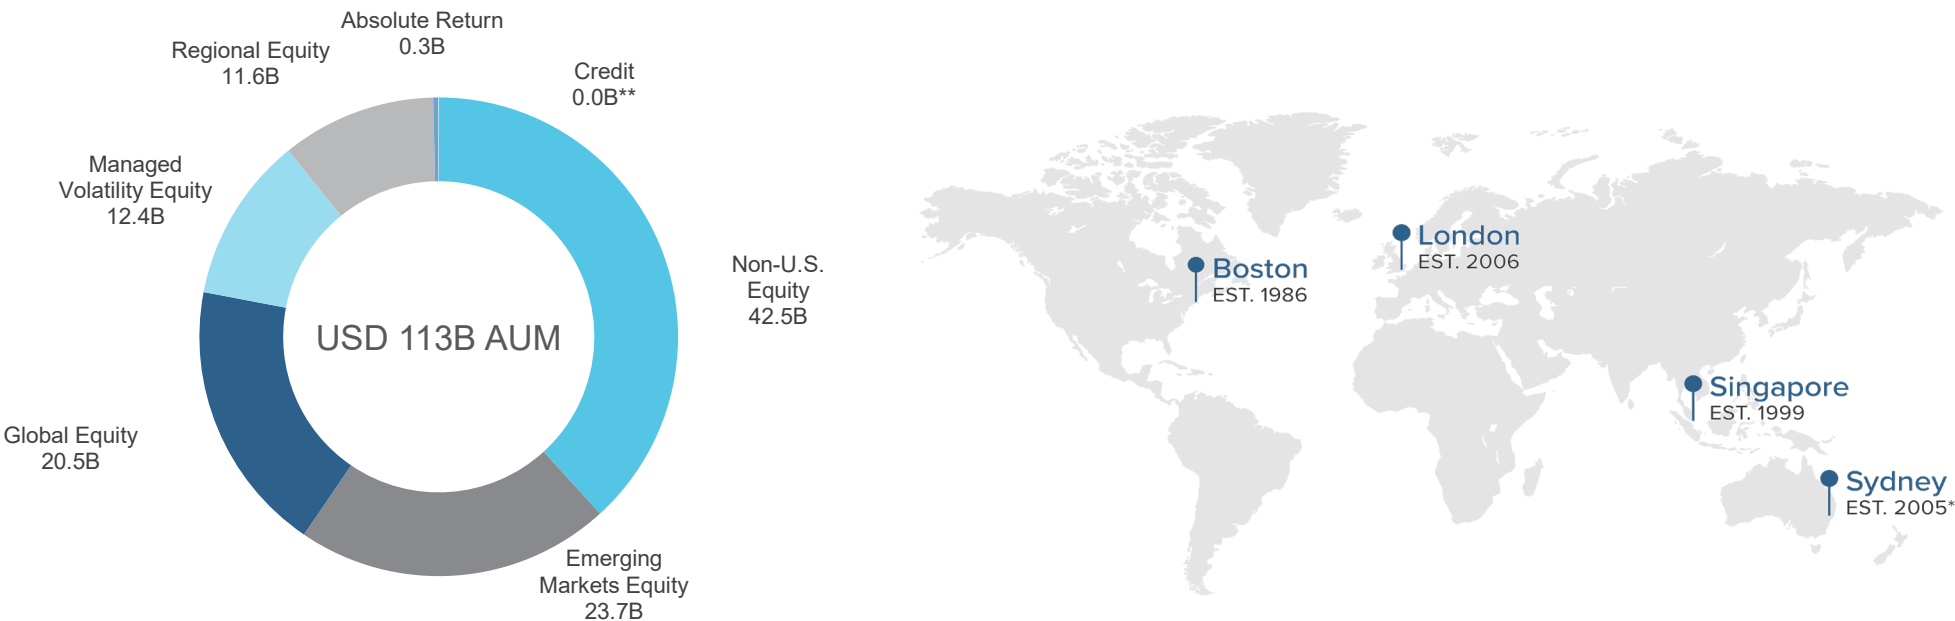 Absolute Return
0.3B
Regional Equity
11.6B
Credit
0.0B**
Managed
Volatility Equity
12.4B
Non-U.S.
Equity
42.5B
USD 113B AUM
Global Equity
20.5B
Emerging
Markets Equity
23.7B
London
EST. 2006
Boston
EST. 1986
Singapore
EST. 1999
Sydney
EST. 2005*